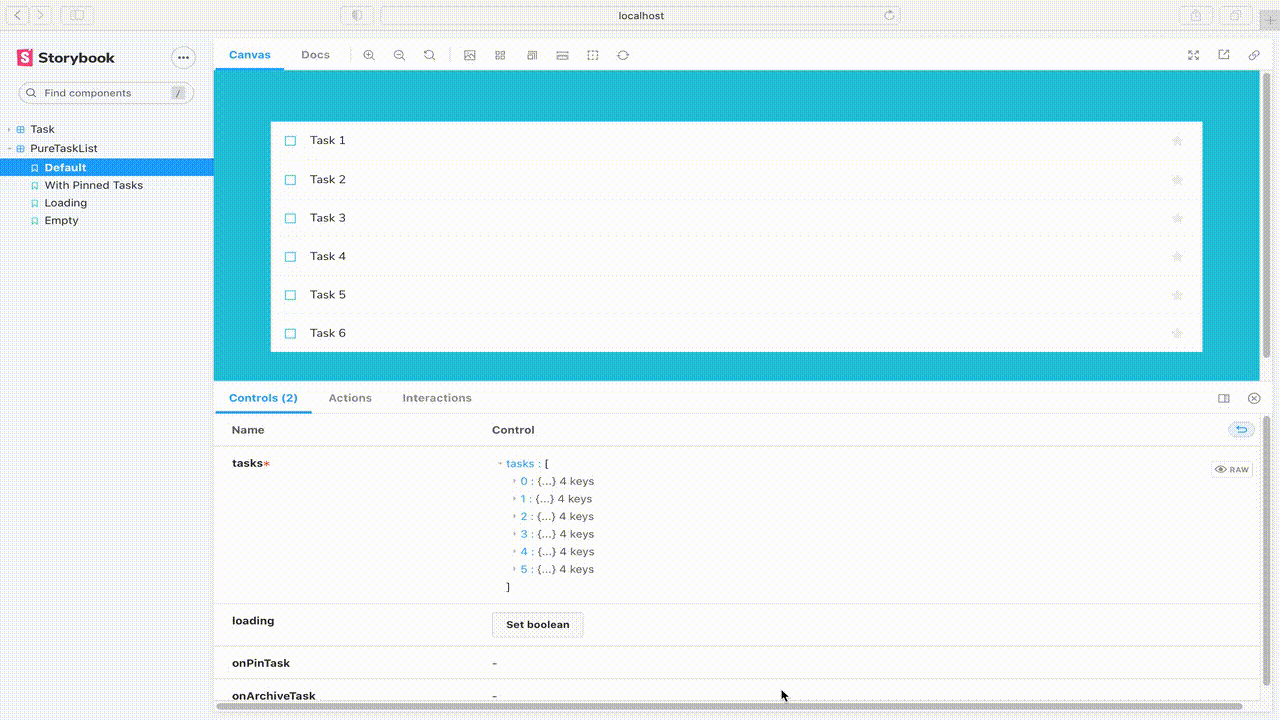 localhost
Storybook
Find components /
Task
PureTaskList
Default
With Pinned Tasks
Loading
Empty
Canvas Docs
Task 1
Task 2
Task 3
Task 4
Task 5
Task 6
Controls (2) Actions Interactions
Name Control
tasks* tasks : [ RAW
0 : {...} 4 keys
1 : {...} 4 keys
2 : {...} 4 keys
3 : {...} 4 keys
4 : {...} 4 keys
5 : {...} 4 keys
]
loading Set boolean
onPinTask -
onArchiveTask -